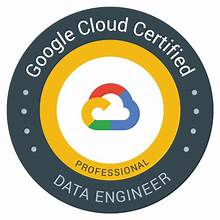 Google Cloud Certified
PROFESSIONAL
DATA ENGINEER